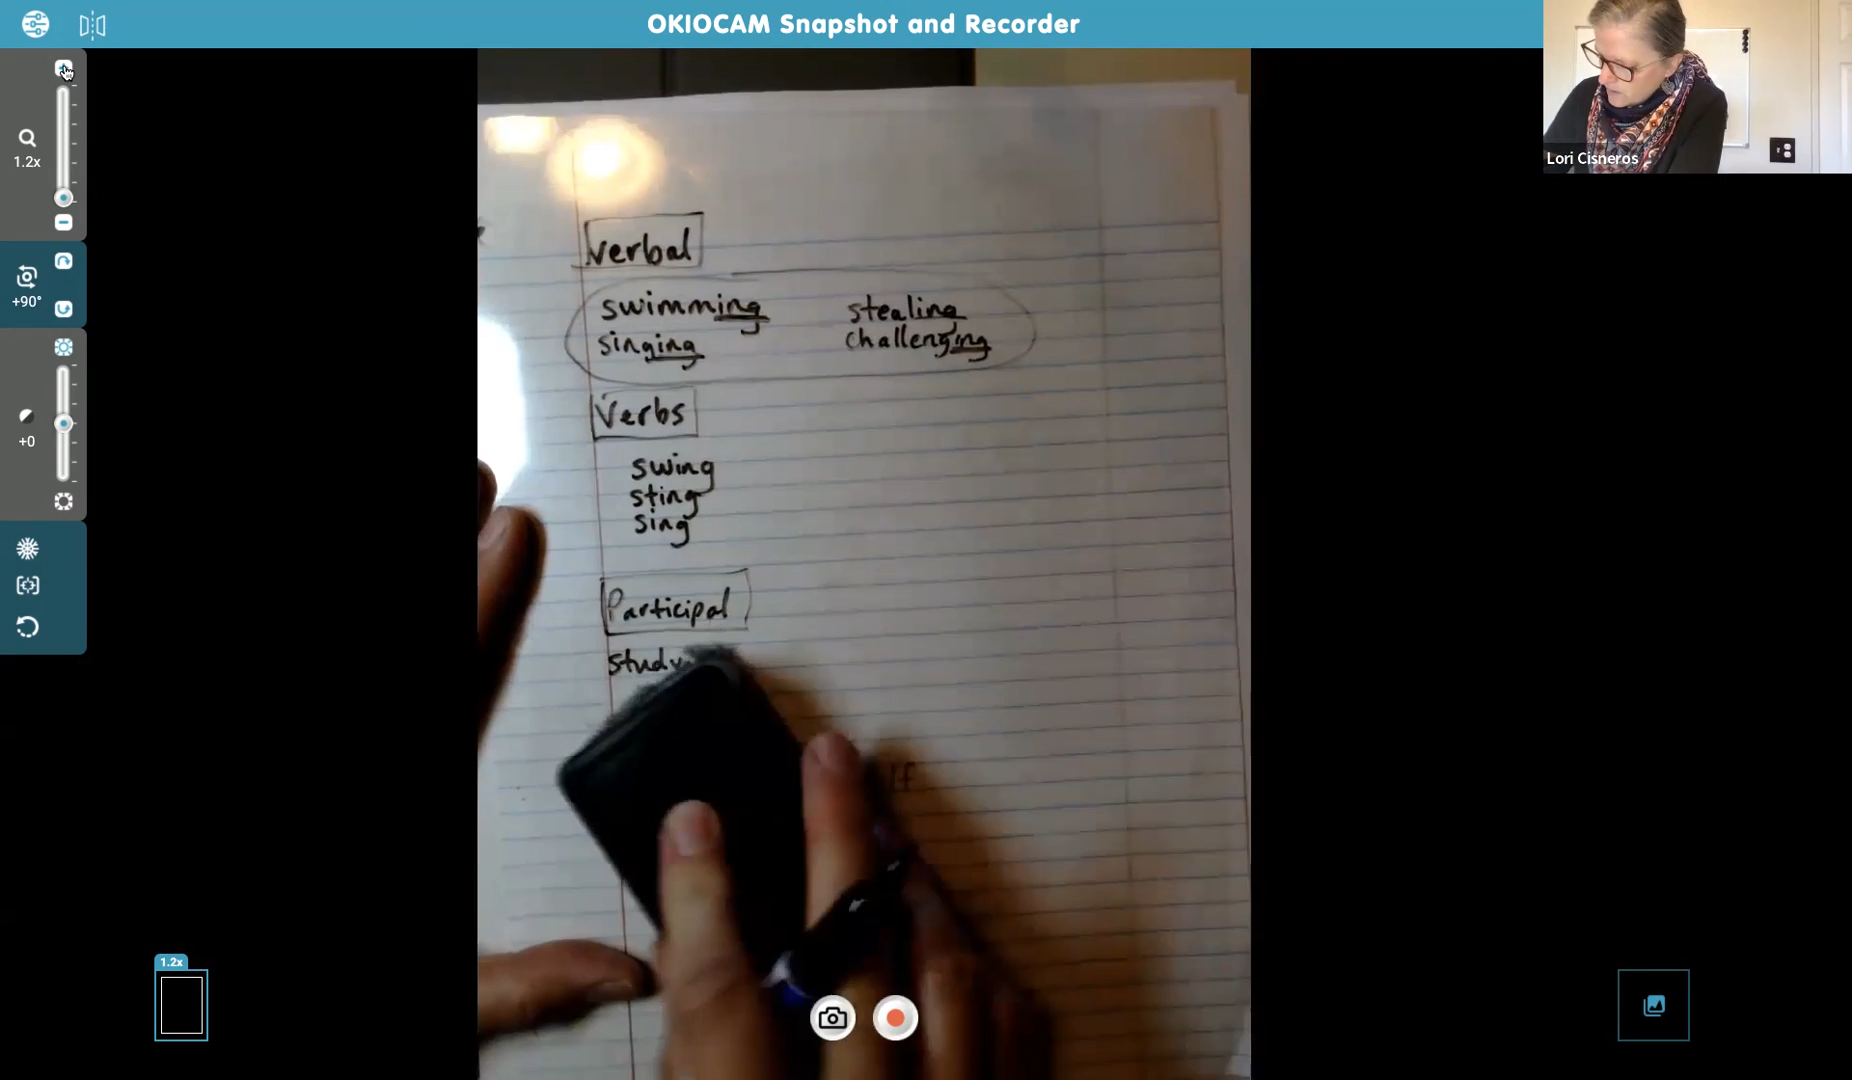 OKIOCAM Snapshot and Recorder
1.2x
+90°
+0
Lori Cisneros
verbal
swimming
singing
stealing
challenging
Verbs
swing
sting
sing
Participal
1.2x